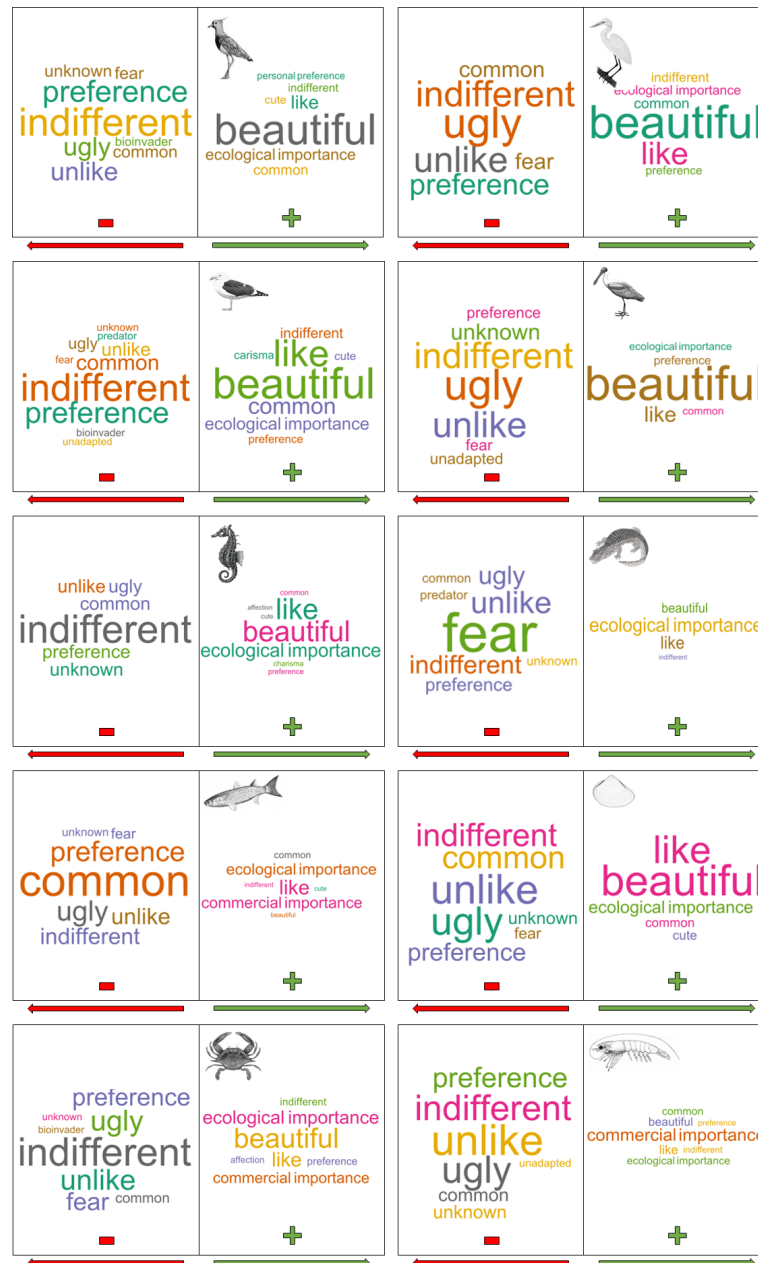 unknown fear
preference
indifferent
ugly bioinvader
common
unlike
personal preference
indifferent
cute like
beautiful
ecological importance
common
common
indifferent
ugly
unlike fear
preference
indifferent
ecological importance
common
beautiful
like
preference
unknown
predator
ugly unlike
fear common
indifferent
preference
bioinvader
unadapted
indifferent
carisma like cute
beautiful
common
ecological importance
preference
preference
unknown
indifferent
ugly
unlike
fear
unadapted
ecological importance
preference
beautiful
like common
unlike ugly
common
indifferent
preference
unknown
common
affection like
cute
beautiful
ecological importance
charisma
preference
common ugly
predator unlike
fear
indifferent unknown
preference
beautiful
ecological importance
like
indifferent
unknown fear
preference
common
ugly unlike
indifferent
common
ecological importance
indifferent like cute
commercial importance
beautiful
indifferent
common
unlike
ugly unknown
fear
preference
like
beautiful
ecological importance
common
cute
preference
unknown ugly
bioinvader
indifferent
unlike
fear common
indifferent
ecological importance
beautiful
affection like preference
commercial importance
preference
indifferent
unlike
ugly unadapted
common
unknown
common
beautiful preference
commercial importance
like indifferent
ecological importance